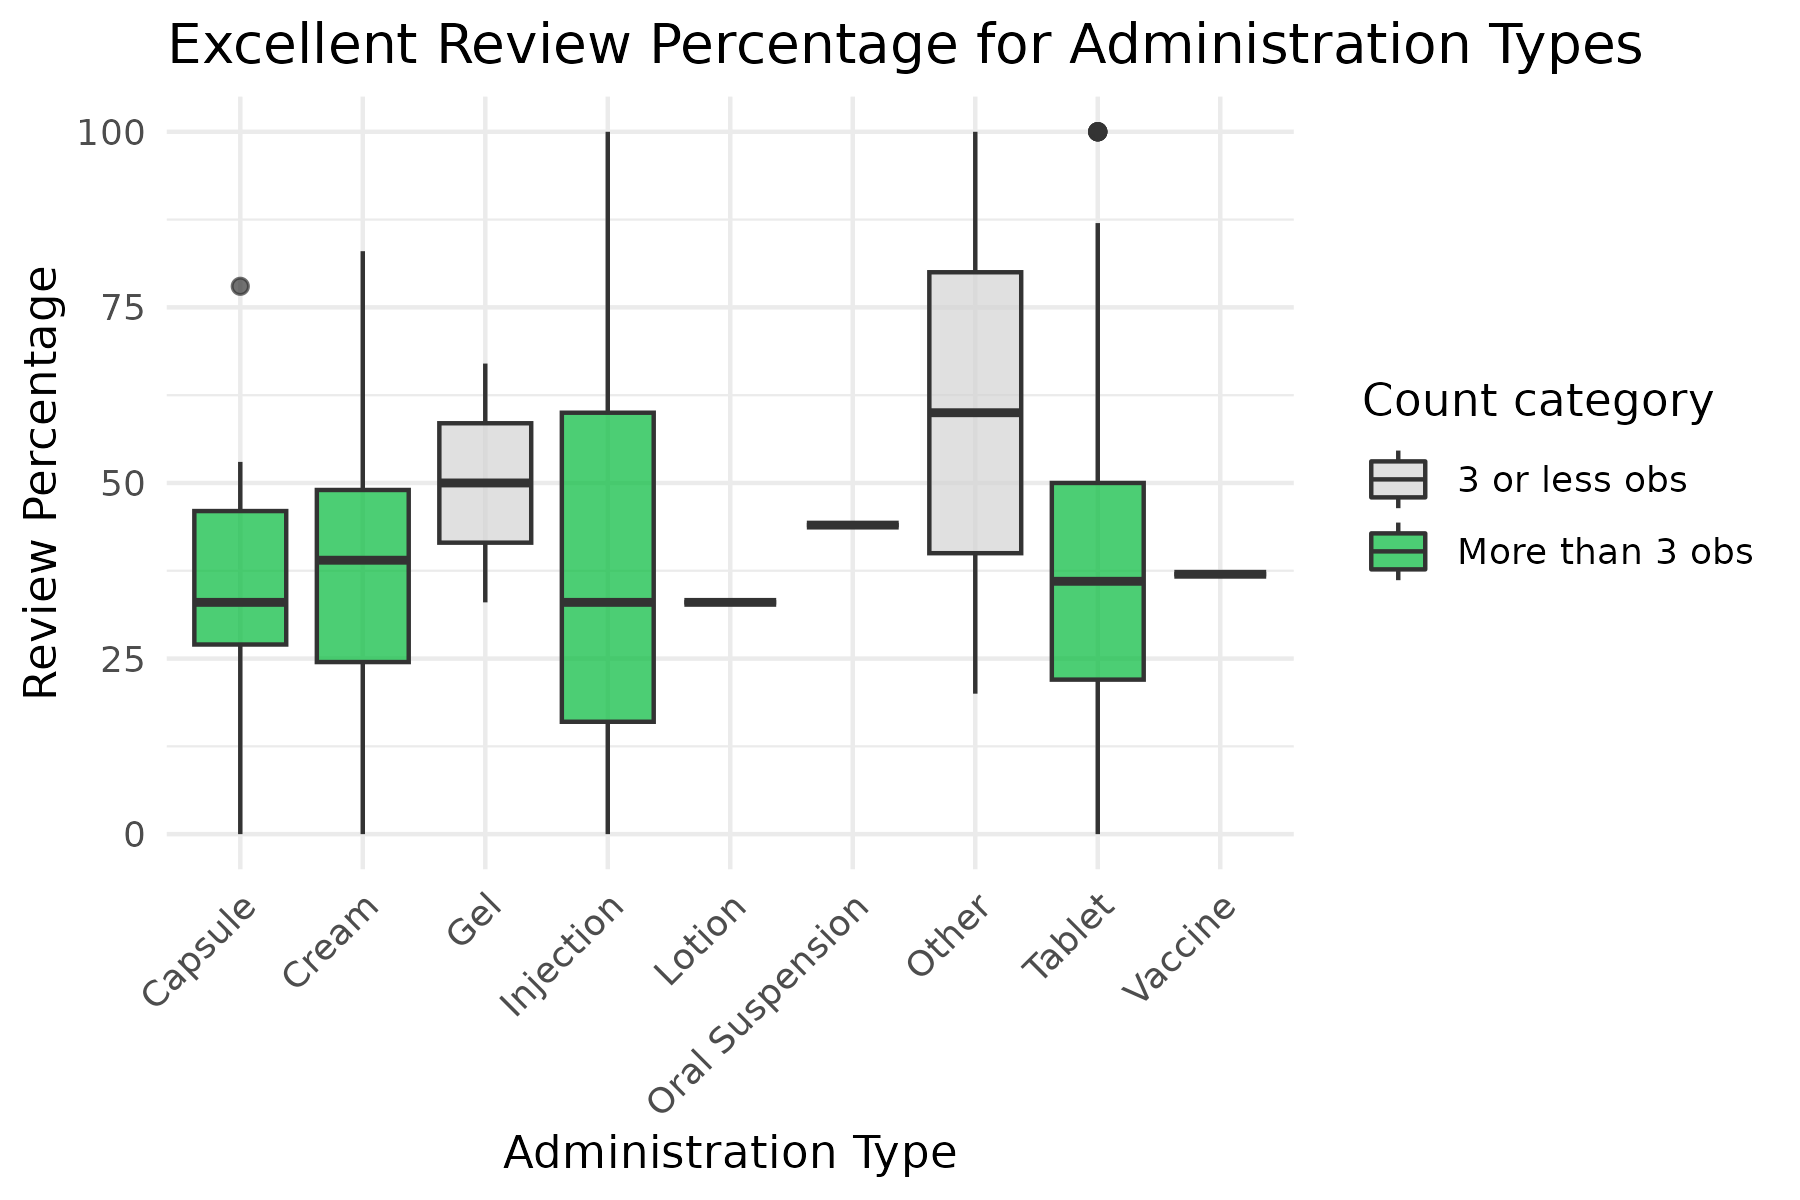 Excellent Review Percentage for Administration Types
Review Percentage
100
75
50
25
0
Capsule
Cream
Gel
Injection
Lotion
Oral Suspension
Other
Tablet
Vaccine
Administration Type
Count category
3 or less obs
More than 3 obs